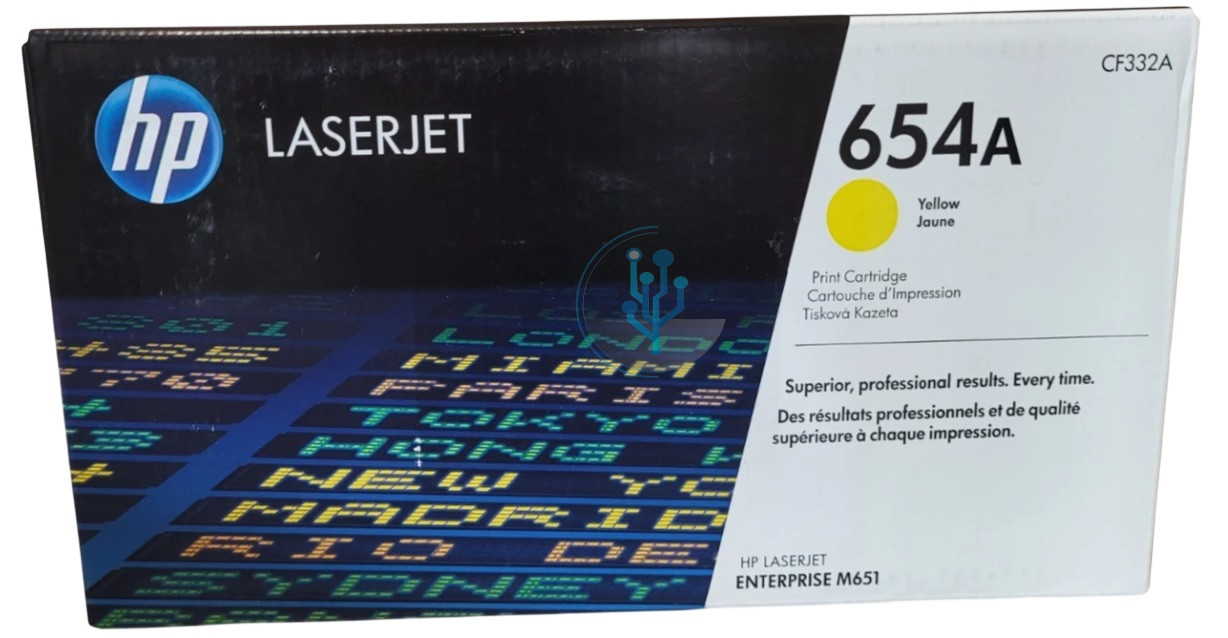 hp
LASERJET
CF332A
654A
Yellow
Jaune
Print Cartridge
Cartouche d'Impression
Tisková Kazeta
Superior, professional results. Every time.
Des résultats professionnels et de qualité
supérieure à chaque impression.
HP LASERJET
ENTERPRISE M651
LONDO
MIAMI
PARIS
TOKYO
HONG
NEW YO
MADRID
RIO DE
SYDNEY